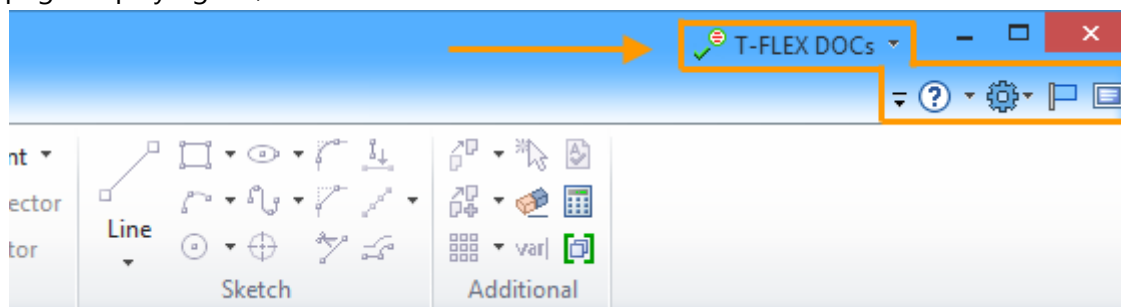 T-FLEX DOCs
nt
ector
tor
Line
var
Sketch
Additional